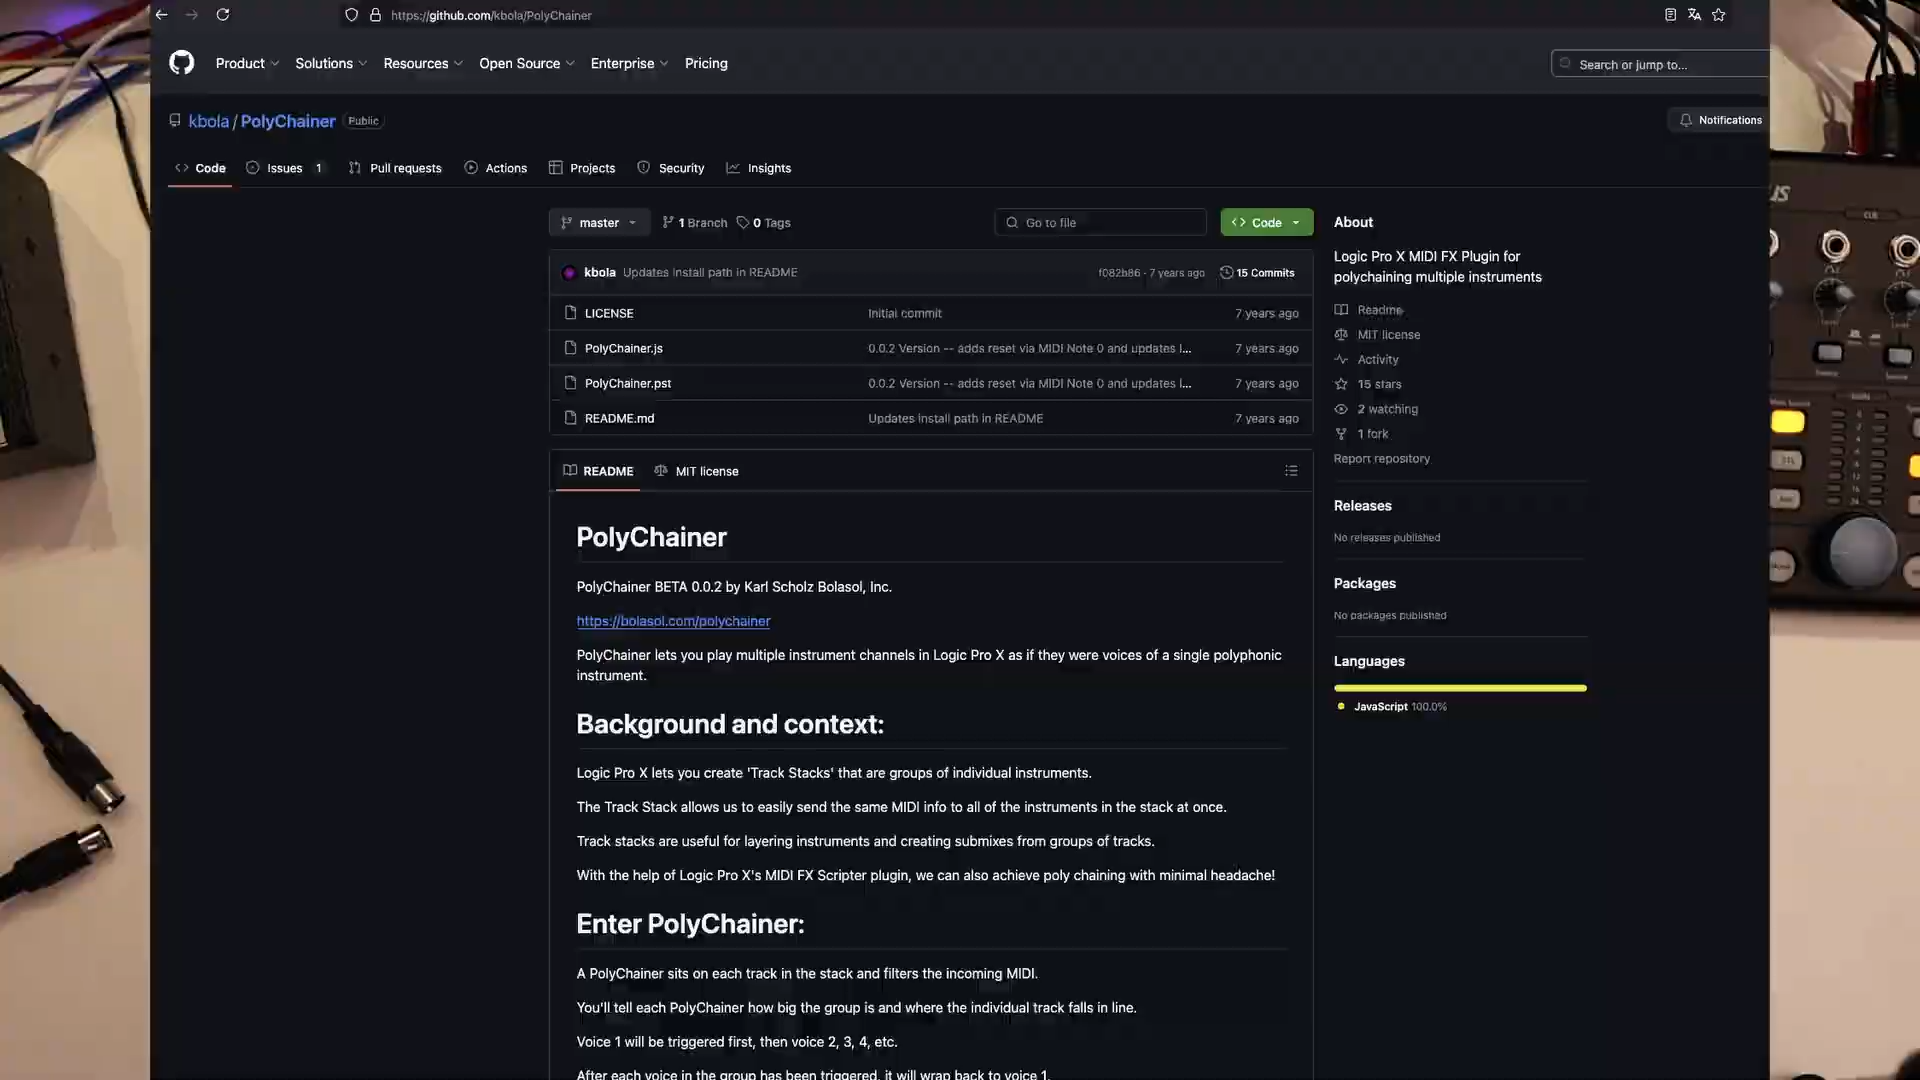 https://github.com/kbola/PolyChainer
Product Solutions Resources Open Source Enterprise Pricing
Search or jump to...
kbola / PolyChainer Public
Notifications
Code Issues 1 Pull requests Actions Projects Security Insights
master 1 Branch 0 Tags
Go to file
Code
kbola Updates install path in README f082b86 · 7 years ago 15 Commits
LICENSE Initial commit 7 years ago
PolyChainer.js 0.0.2 Version -- adds reset via MIDI Note 0 and updates I... 7 years ago
PolyChainer.pst 0.0.2 Version -- adds reset via MIDI Note 0 and updates I... 7 years ago
README.md Updates install path in README 7 years ago
README MIT license
PolyChainer
PolyChainer BETA 0.0.2 by Karl Scholz Bolasol, Inc.
https://bolasol.com/polychainer
PolyChainer lets you play multiple instrument channels in Logic Pro X as if they were voices of a single polyphonic
instrument.
Background and context:
Logic Pro X lets you create 'Track Stacks' that are groups of individual instruments.
The Track Stack allows us to easily send the same MIDI info to all of the instruments in the stack at once.
Track stacks are useful for layering instruments and creating submixes from groups of tracks.
With the help of Logic Pro X's MIDI FX Scripter plugin, we can also achieve poly chaining with minimal headache!
Enter PolyChainer:
A PolyChainer sits on each track in the stack and filters the incoming MIDI.
You'll tell each PolyChainer how big the group is and where the individual track falls in line.
Voice 1 will be triggered first, then voice 2, 3, 4, etc.
After each voice in the group has been triggered, it will wrap back to voice 1.
About
Logic Pro X MIDI FX Plugin for
polychaining multiple instruments
Readme
MIT license
Activity
15 stars
2 watching
1 fork
Report repository
Releases
No releases published
Packages
No packages published
Languages
JavaScript 100.0%
CUE